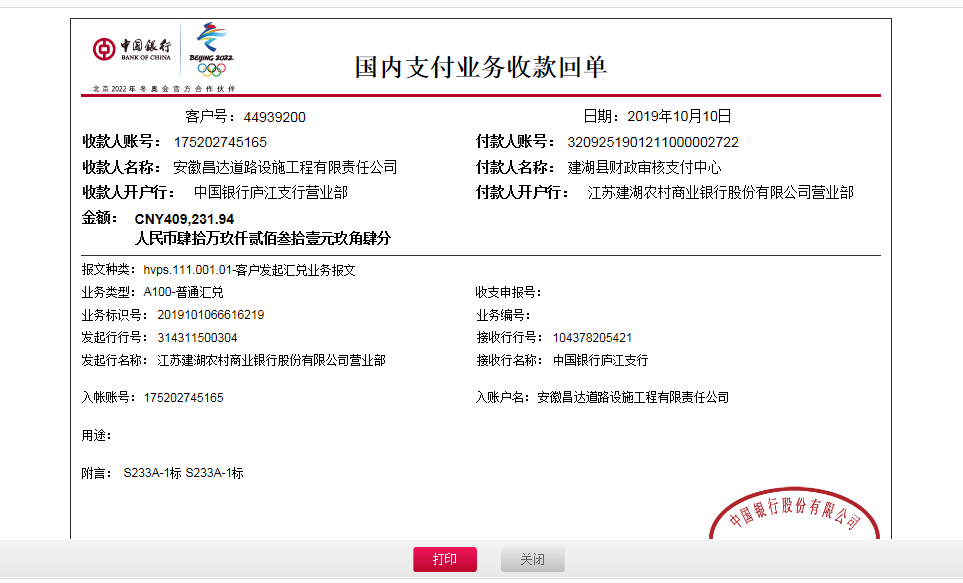 中国银行
BANK OF CHINA
BEIJING 2022
北京2022年冬奥会官方合作伙伴
国内支付业务收款回单
客户号：44939200 日期：2019年10月10日
收款人账号：175202745165 付款人账号：3209251901211000002722
收款人名称：安徽昌达道路设施工程有限责任公司 付款人名称：建湖县财政审核支付中心
收款人开户行：中国银行庐江支行营业部 付款人开户行：江苏建湖农村商业银行股份有限公司营业部
金额：CNY409,231.94
人民币肆拾万玖仟贰佰叁拾壹元玖角肆分
报文种类：hvps.111.001.01-客户发起汇兑业务报文
业务类型：A100-普通汇兑 收支申报号：
业务标识号：2019101066616219 业务编号：
发起行行号：314311500304 接收行行号：104378205421
发起行名称：江苏建湖农村商业银行股份有限公司营业部 接收行名称：中国银行庐江支行
入帐账号：175202745165 入账户名：安徽昌达道路设施工程有限责任公司
用途：
附言：S233A-1标 S233A-1标
中国银行股份有限公司
打印 关闭